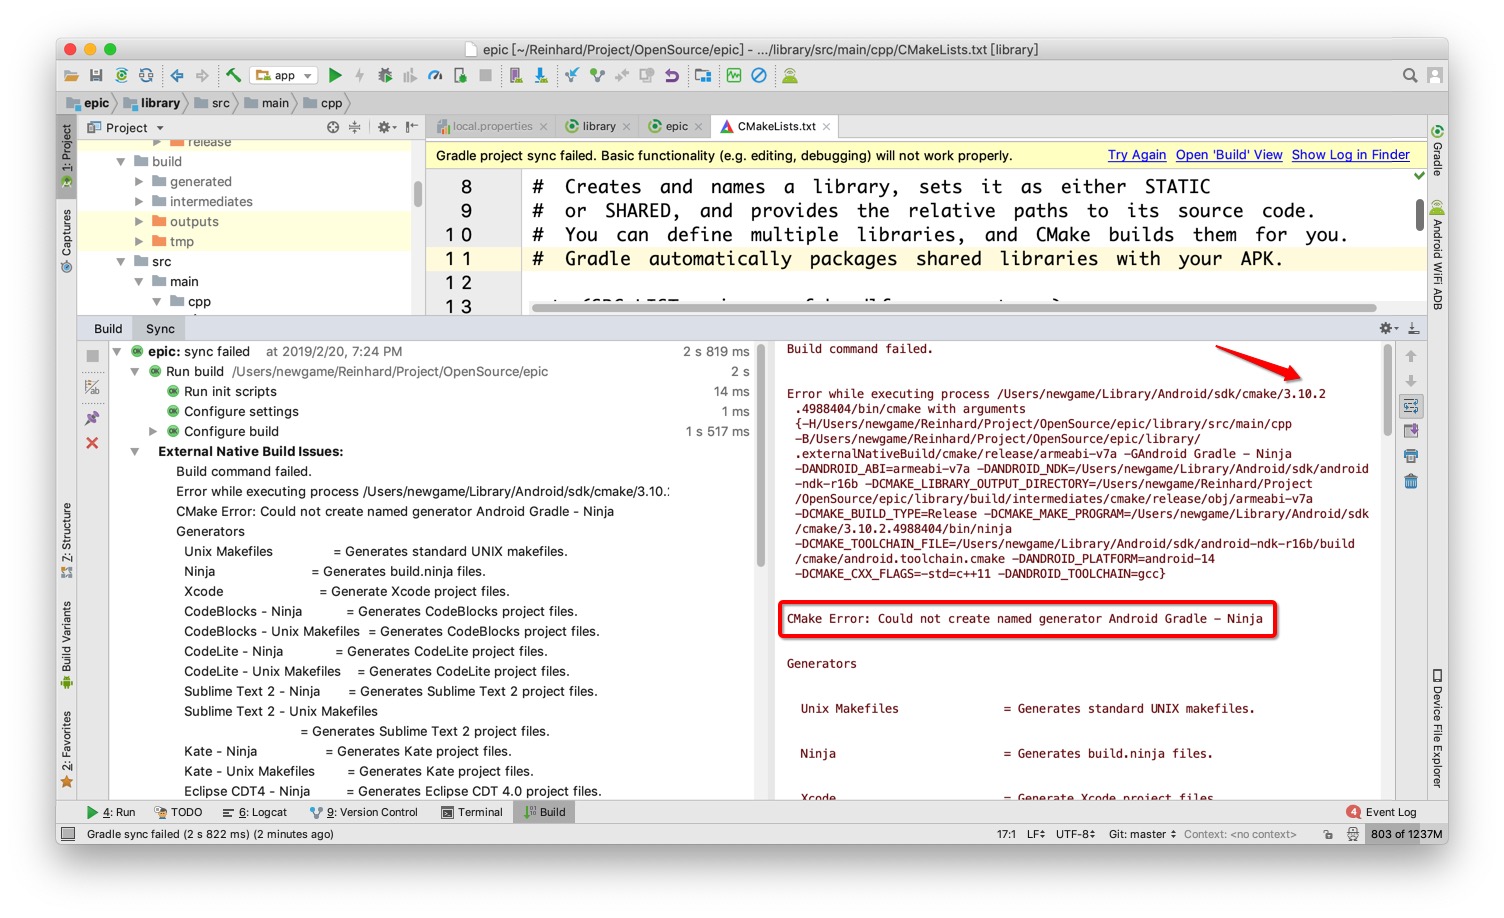 epic [~/Reinhard/Project/OpenSource/epic] - .../library/src/main/cpp/CMakeLists.txt [library]
app
epic library src main cpp
Project
local.properties library epic CMakeLists.txt
1: Project
Captures
Z: Structure
Build Variants
2: Favorites
release
build
generated
intermediates
outputs
tmp
src
main
cpp
Gradle project sync failed. Basic functionality (e.g. editing, debugging) will not work properly. Try Again Open 'Build' View Show Log in Finder
8 # Creates and names a library, sets it as either STATIC
9 # or SHARED, and provides the relative paths to its source code.
10 # You can define multiple libraries, and CMake builds them for you.
11 # Gradle automatically packages shared libraries with your APK.
12
13
Gradle
Android WiFi ADB
Device File Explorer
Build Sync
epic: sync failed at 2019/2/20, 7:24 PM 2 s 819 ms
Run build /Users/newgame/Reinhard/Project/OpenSource/epic 2 s
Run init scripts 14 ms
Configure settings 1 ms
Configure build 1 s 517 ms
External Native Build Issues:
Build command failed.
Error while executing process /Users/newgame/Library/Android/sdk/cmake/3.10.
CMake Error: Could not create named generator Android Gradle - Ninja
Generators
Unix Makefiles = Generates standard UNIX makefiles.
Ninja = Generates build.ninja files.
Xcode = Generate Xcode project files.
CodeBlocks - Ninja = Generates CodeBlocks project files.
CodeBlocks - Unix Makefiles = Generates CodeBlocks project files.
CodeLite - Ninja = Generates CodeLite project files.
CodeLite - Unix Makefiles = Generates CodeLite project files.
Sublime Text 2 - Ninja = Generates Sublime Text 2 project files.
Sublime Text 2 - Unix Makefiles
= Generates Sublime Text 2 project files.
Kate - Ninja = Generates Kate project files.
Kate - Unix Makefiles = Generates Kate project files.
Eclipse CDT4 - Ninja = Generates Eclipse CDT 4.0 project files.
Build command failed.
Error while executing process /Users/newgame/Library/Android/sdk/cmake/3.10.2
.4988404/bin/cmake with arguments
{-H/Users/newgame/Reinhard/Project/OpenSource/epic/library/src/main/cpp
-B/Users/newgame/Reinhard/Project/OpenSource/epic/library/
.externalNativeBuild/cmake/release/armeabi-v7a -GAndroid Gradle - Ninja
-DANDROID_ABI=armeabi-v7a -DANDROID_NDK=/Users/newgame/Library/Android/sdk/android
-ndk-r16b -DCMAKE_LIBRARY_OUTPUT_DIRECTORY=/Users/newgame/Reinhard/Project
/OpenSource/epic/library/build/intermediates/cmake/release/obj/armeabi-v7a
-DCMAKE_BUILD_TYPE=Release -DCMAKE_MAKE_PROGRAM=/Users/newgame/Library/Android/sdk
/cmake/3.10.2.4988404/bin/ninja
-DCMAKE_TOOLCHAIN_FILE=/Users/newgame/Library/Android/sdk/android-ndk-r16b/build
/cmake/android.toolchain.cmake -DANDROID_PLATFORM=android-14
-DCMAKE_CXX_FLAGS=-std=c++11 -DANDROID_TOOLCHAIN=gcc}
CMake Error: Could not create named generator Android Gradle - Ninja
Generators
Unix Makefiles = Generates standard UNIX makefiles.
Ninja = Generates build.ninja files.
Xcode = Generate Xcode project files
4: Run TODO 6: Logcat 9: Version Control Terminal Build 4 Event Log
Gradle sync failed (2 s 822 ms) (2 minutes ago) 17:1 LF UTF-8 Git: master Context: <no context> 803 of 1237M